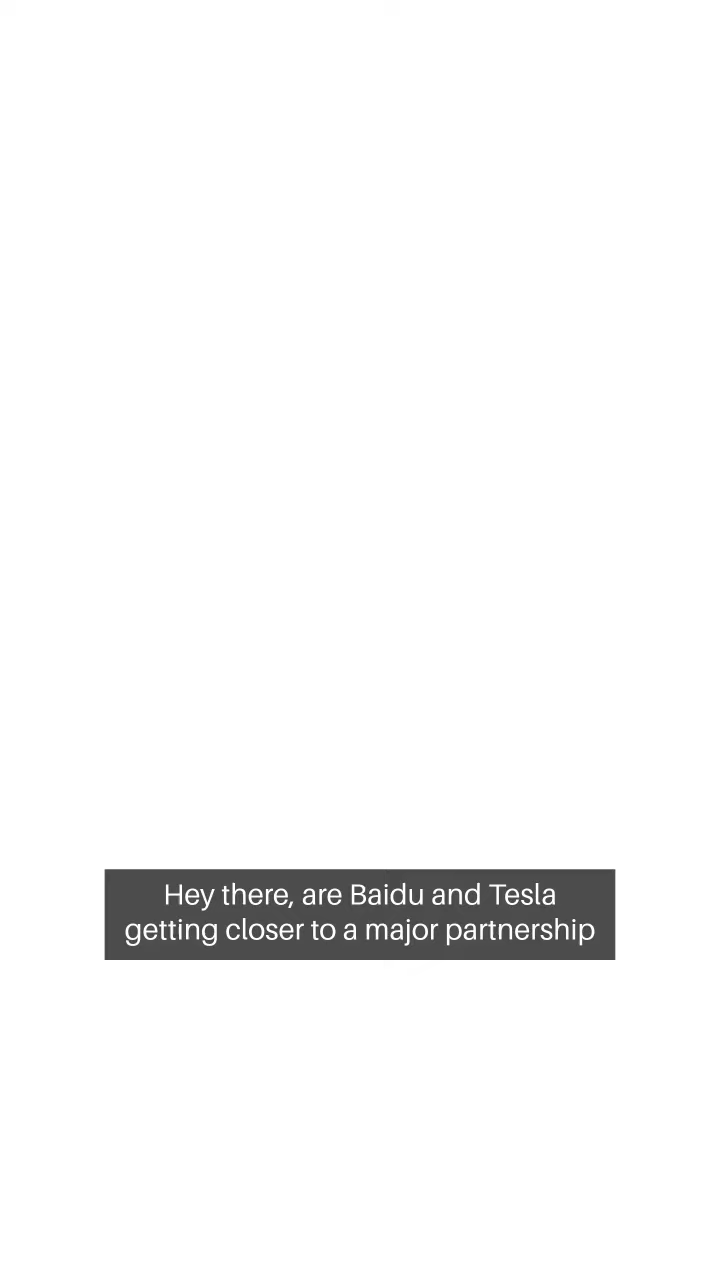 Hey there, are Baidu and Tesla
getting closer to a major partnership